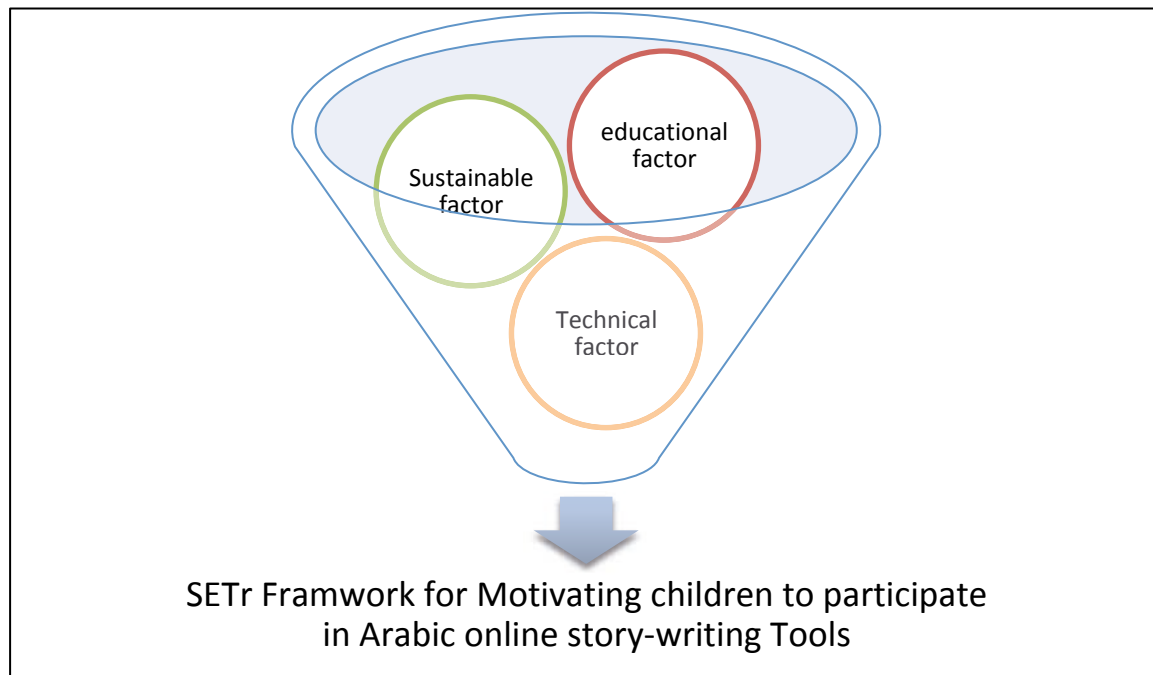 educational
factor
Sustainable
factor
Technical
factor
SETr Framwork for Motivating children to participate
in Arabic online story-writing Tools